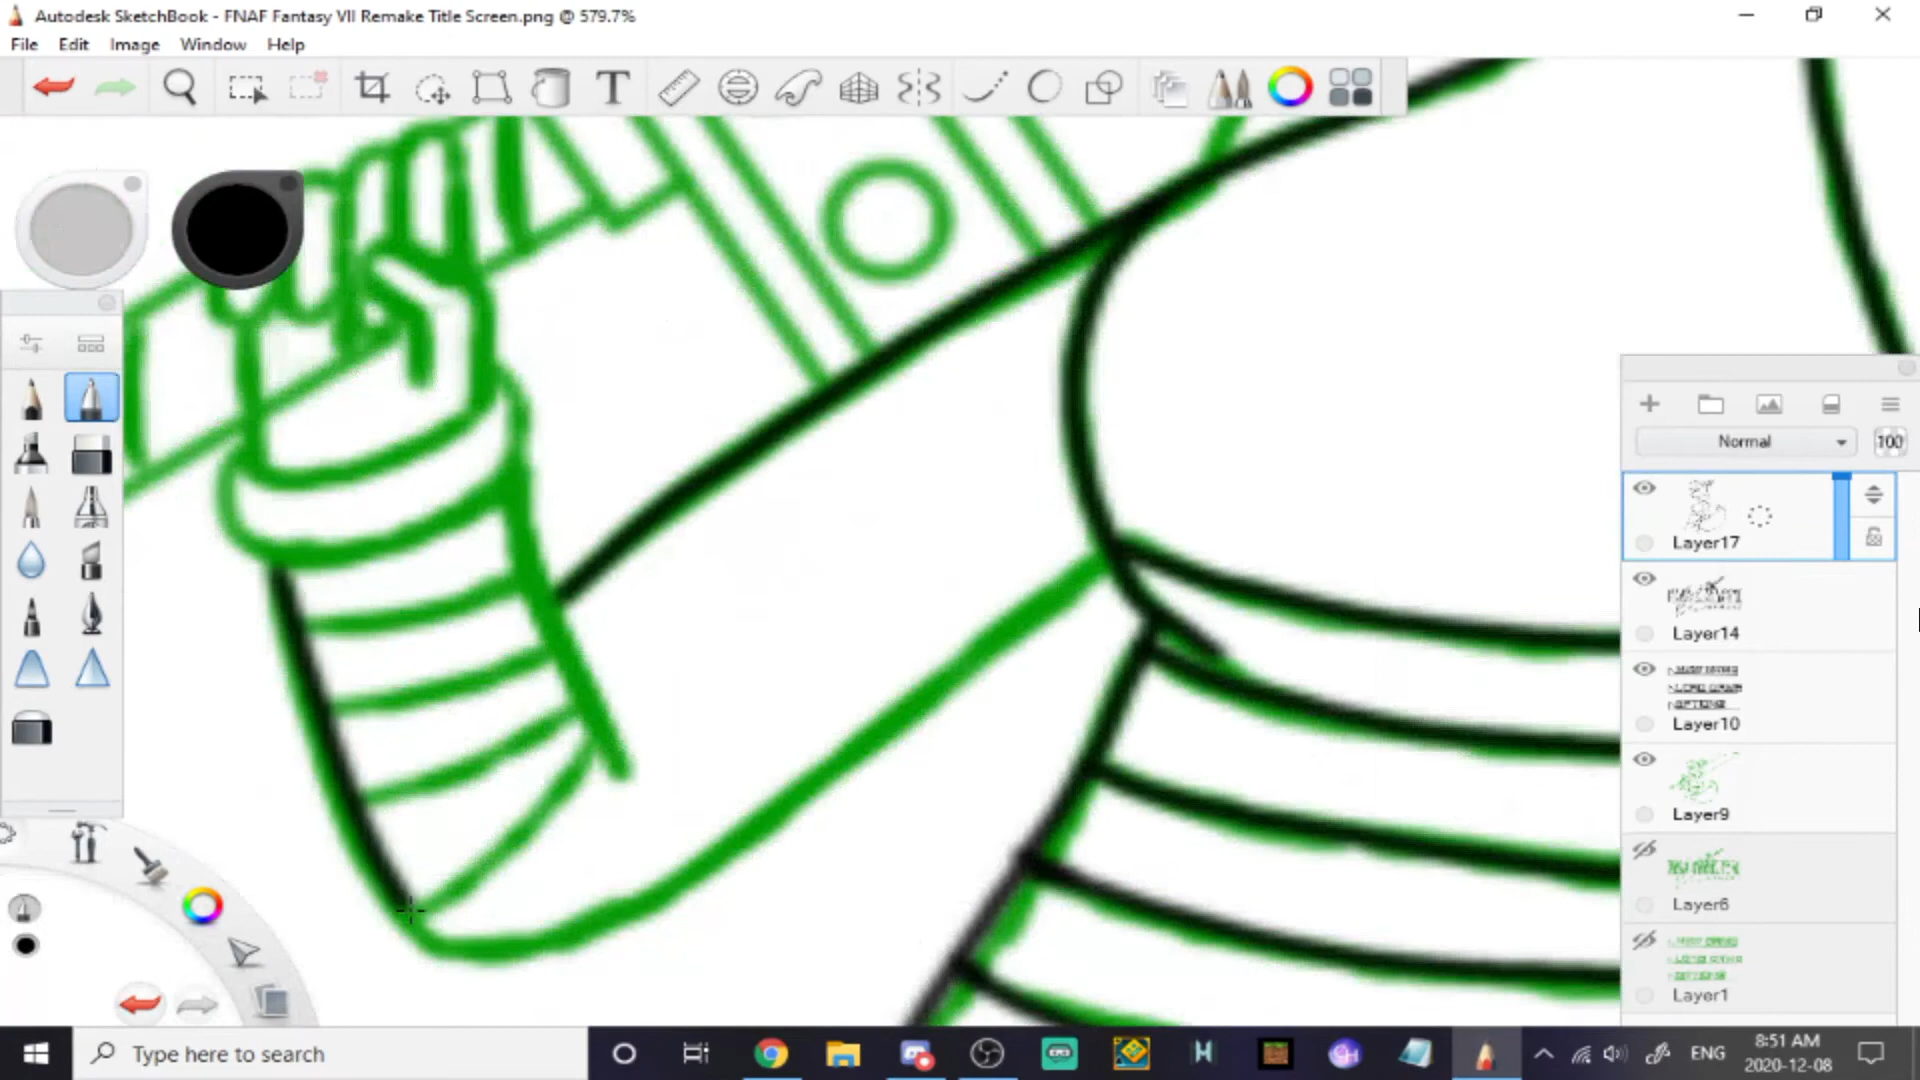 Autodesk SketchBook - FNAF Fantasy VII Remake Title Screen.png @ 579.7%
File Edit Image Window Help
T
Normal 100
Layer17
Layer14
Layer10
Layer9
Layer6
Layer1
Type here to search
ENG
8:51 AM
2020-12-08